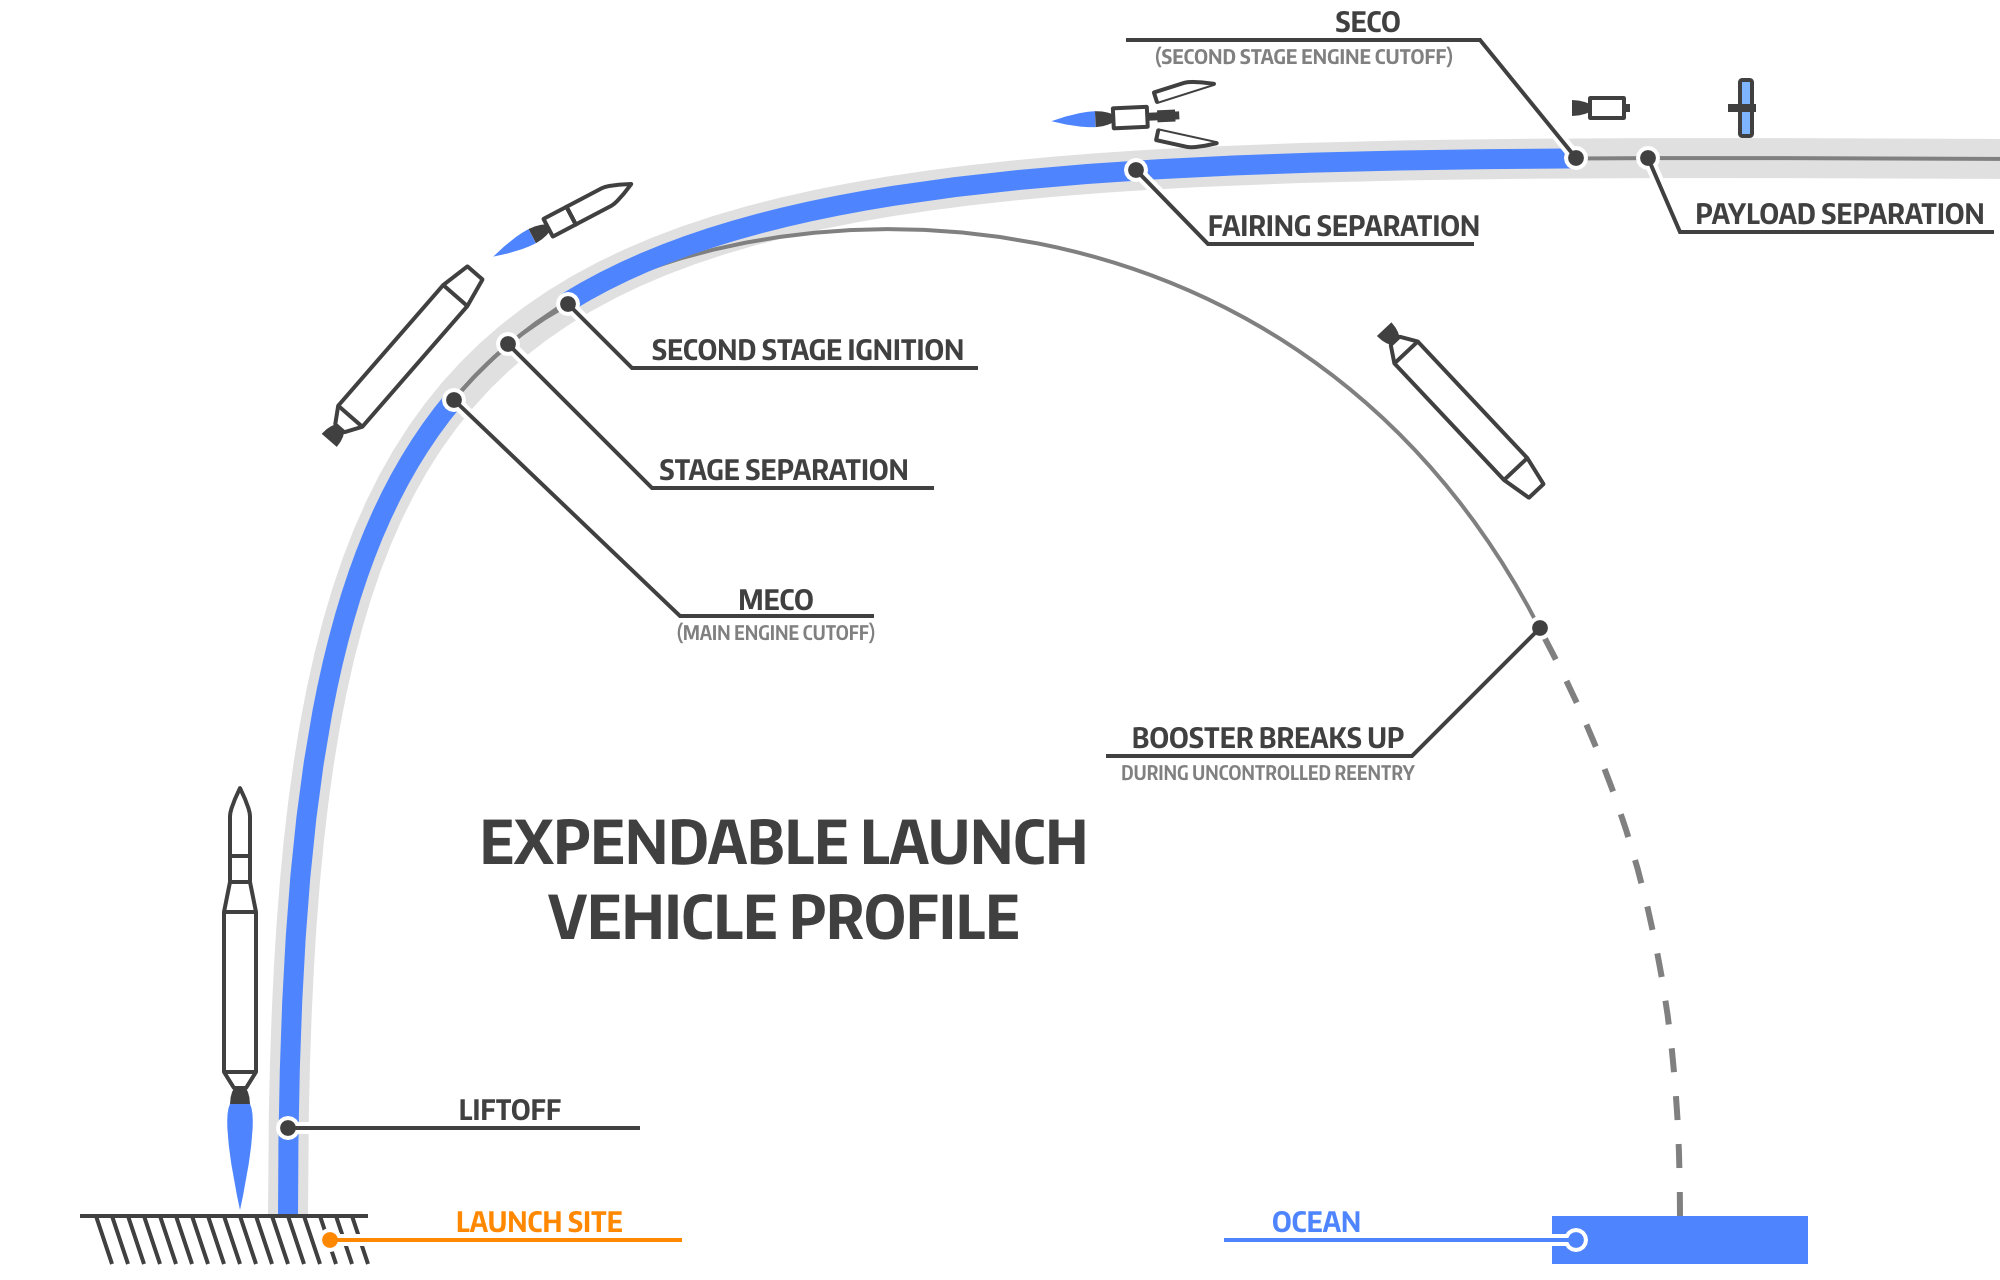 SECO
(SECOND STAGE ENGINE CUTOFF)
PAYLOAD SEPARATION
FAIRING SEPARATION
SECOND STAGE IGNITION
STAGE SEPARATION
MECO
(MAIN ENGINE CUTOFF)
BOOSTER BREAKS UP
DURING UNCONTROLLED REENTRY
EXPENDABLE LAUNCH
VEHICLE PROFILE
LIFTOFF
LAUNCH SITE
OCEAN